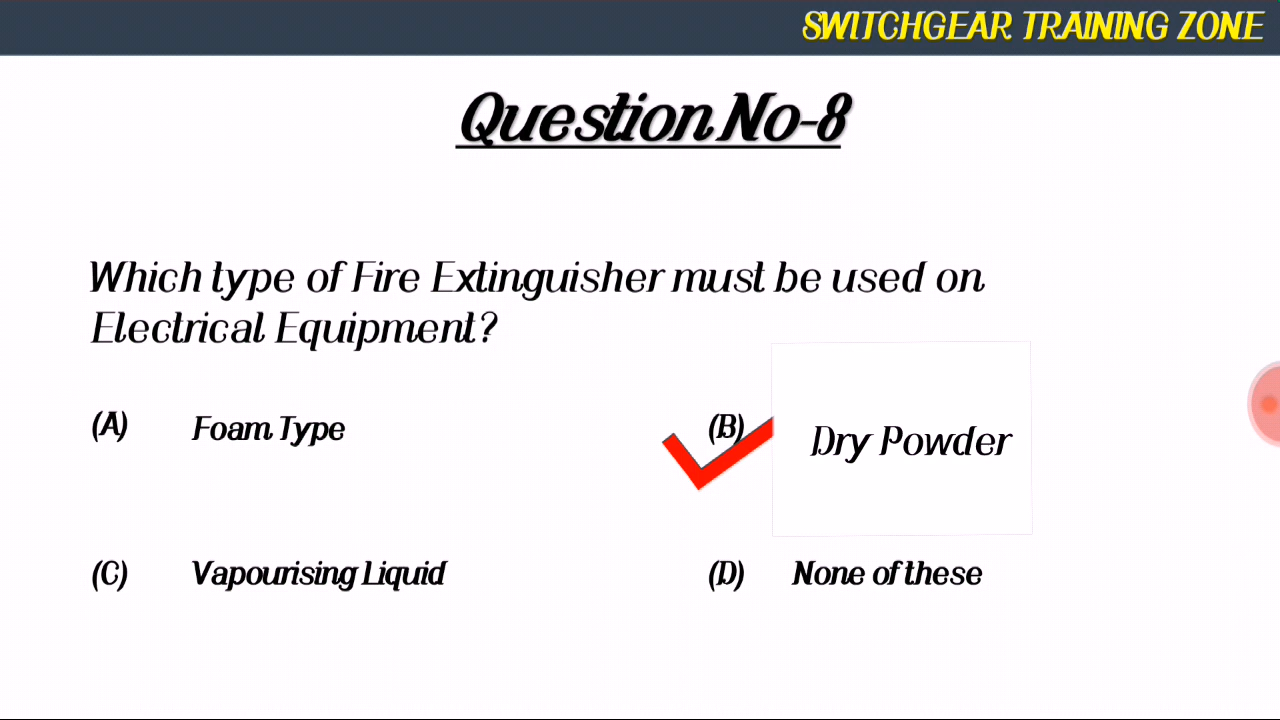 SWITCHGEAR TRAINING ZONE
Question No-8
Which type of Fire Extinguisher must be used on
Electrical Equipment?
(A) Foam Type
(B) Dry Powder
(C) Vapourising Liquid
(D) None of these